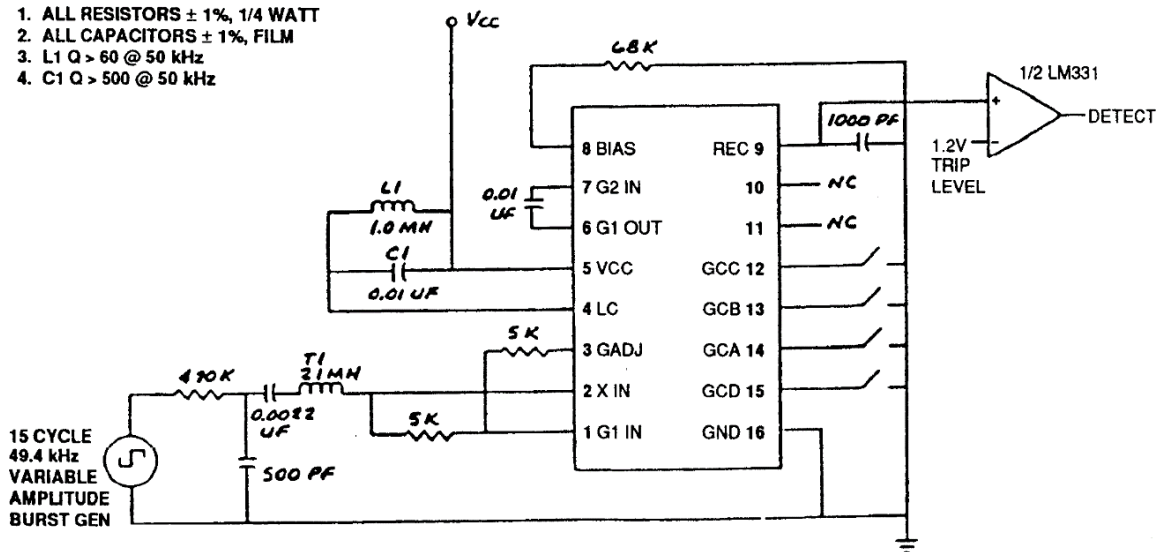 1. ALL RESISTORS ± 1%, 1/4 WATT
2. ALL CAPACITORS ± 1%, FILM
3. L1 Q > 60 @ 50 kHz
4. C1 Q > 500 @ 50 kHz
VCC
68K
1/2 LM331
+
DETECT
1000 PF
1.2V
TRIP
LEVEL
-
8 BIAS
REC 9
7 G2 IN
10
NC
0.01
UF
6 G1 OUT
11
NC
L1
1.0 MH
C1
0.01 UF
5 VCC
GCC 12
4 LC
GCB 13
5K
3 GADJ
GCA 14
T1
21MH
2 X IN
GCD 15
5K
1 G1 IN
GND 16
0.0022
UF
500 PF
15 CYCLE
49.4 kHz
VARIABLE
AMPLITUDE
BURST GEN